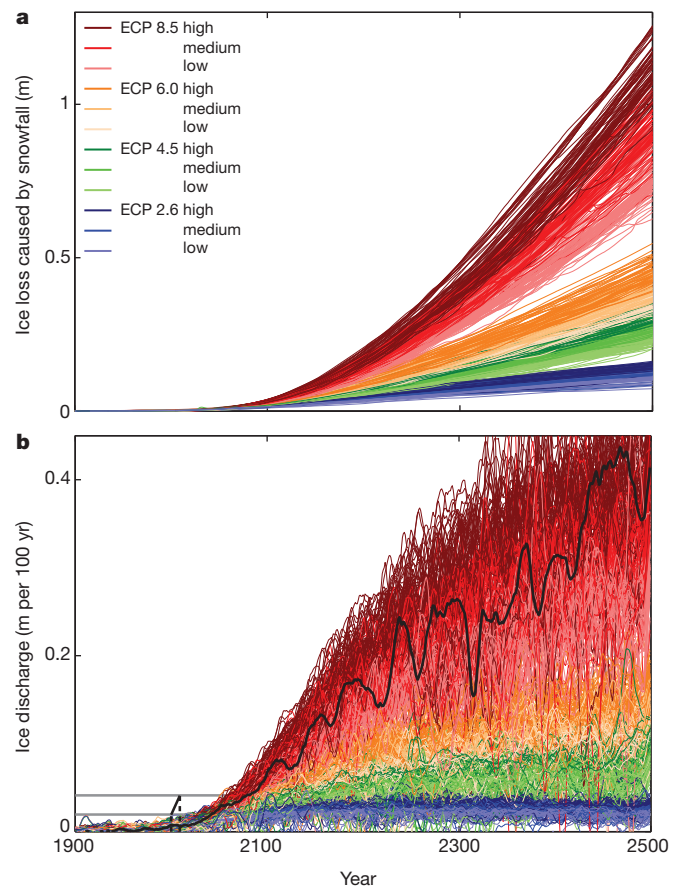 a
Ice loss caused by snowfall (m)
1
0.5
0
ECP 8.5 high
medium
low
ECP 6.0 high
medium
low
ECP 4.5 high
medium
low
ECP 2.6 high
medium
low
b
Ice discharge (m per 100 yr)
0.4
0.2
0
1900 2100 2300 2500
Year